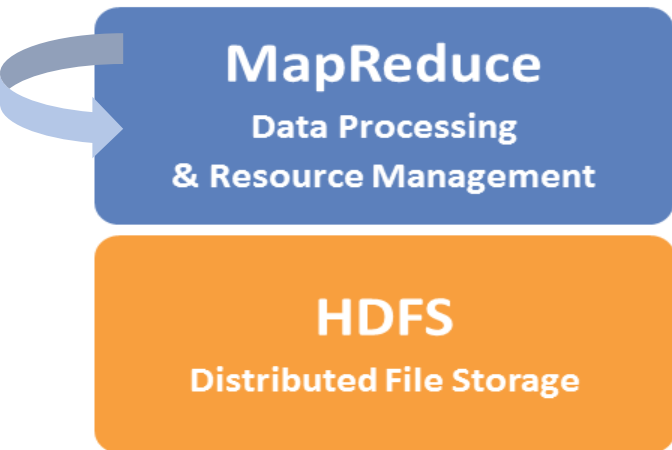 MapReduce
Data Processing
& Resource Management
HDFS
Distributed File Storage